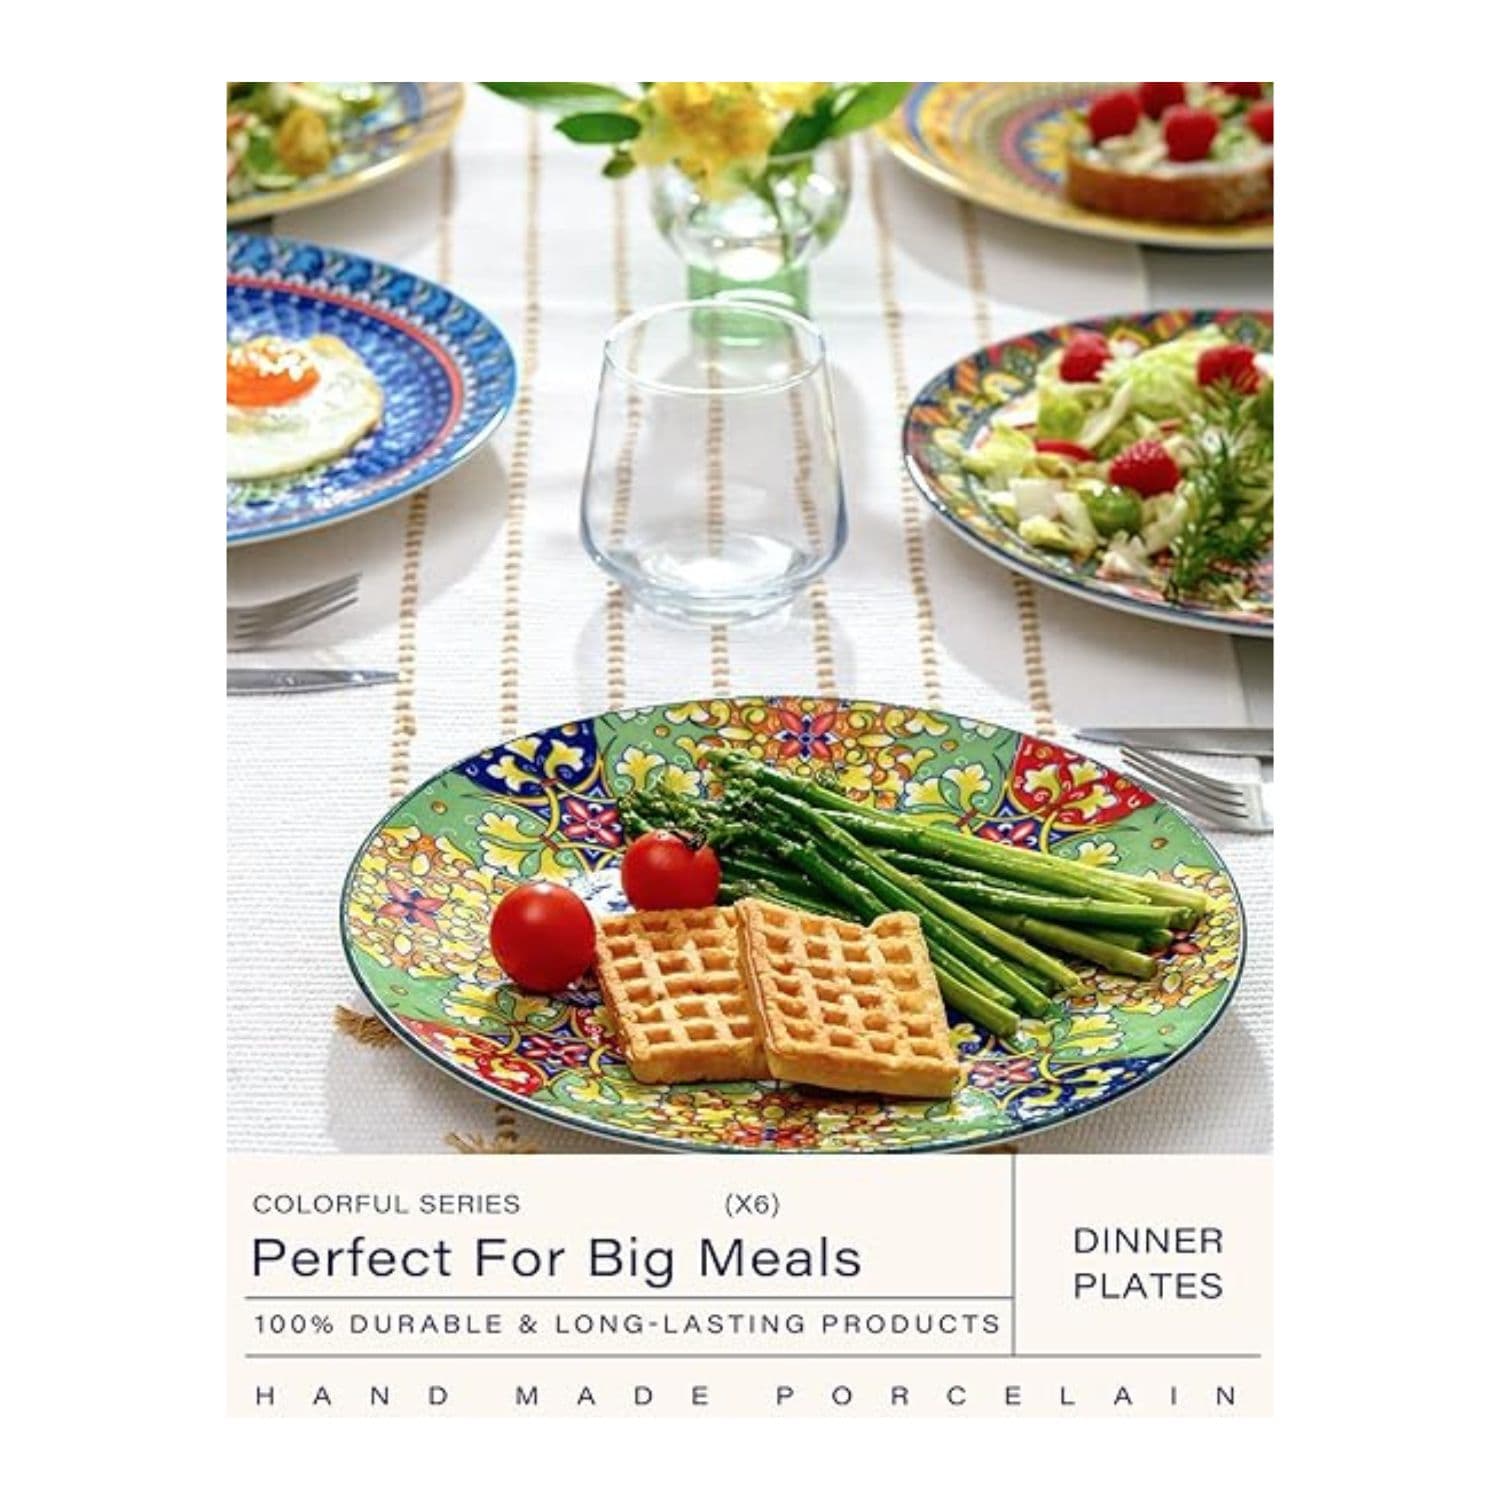 COLORFUL SERIES (X6)
Perfect For Big Meals
100% DURABLE & LONG-LASTING PRODUCTS
DINNER
PLATES
HAND MADE PORCELAIN